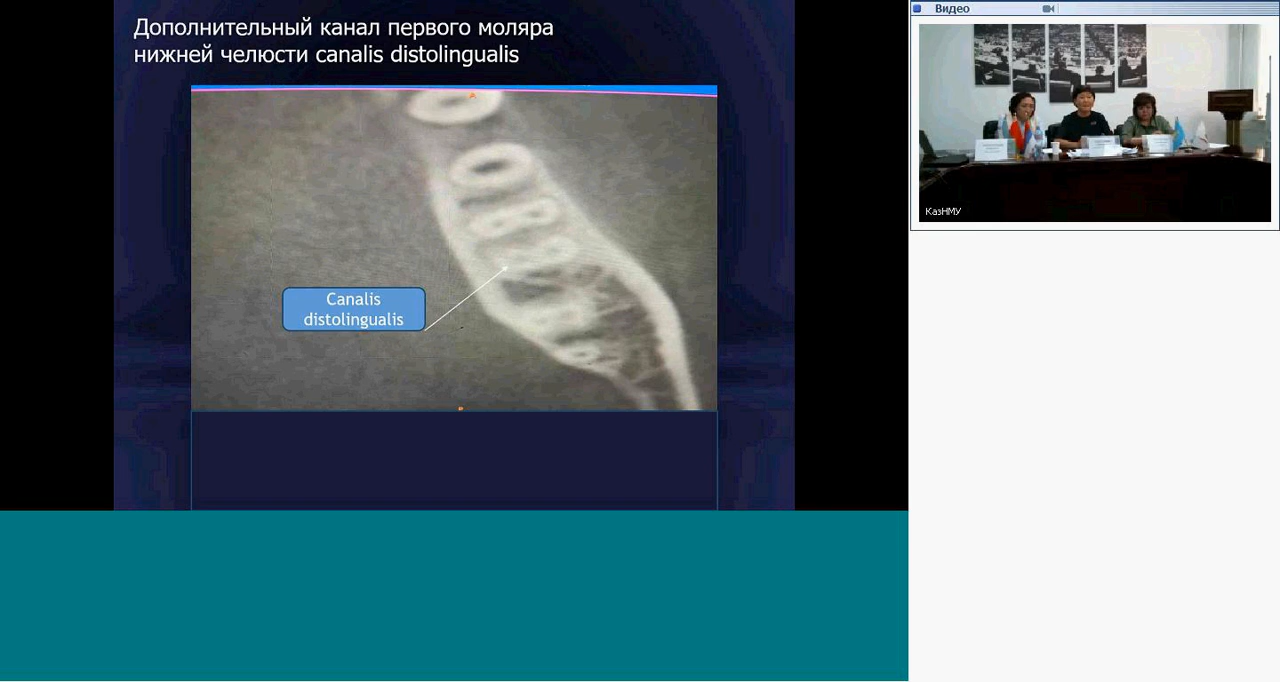 Дополнительный канал первого моляра
нижней челюсти canalis distolingualis
Canalis
distolingualis
Видео
КазНМУ